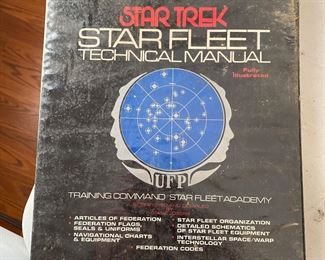 STAR TREK
STAR FLEET
TECHNICAL MANUAL
Fully
Illustrated
UFP
TRAINING COMMAND STAR FLEET ACADEMY
• ARTICLES OF FEDERATION
• FEDERATION FLAGS,
SEALS & UNIFORMS
• NAVIGATIONAL CHARTS
& EQUIPMENT
• STAR FLEET ORGANIZATION
• DETAILED SCHEMATICS
OF STAR FLEET EQUIPMENT
• INTERSTELLAR SPACE/WARP
TECHNOLOGY
• FEDERATION CODES